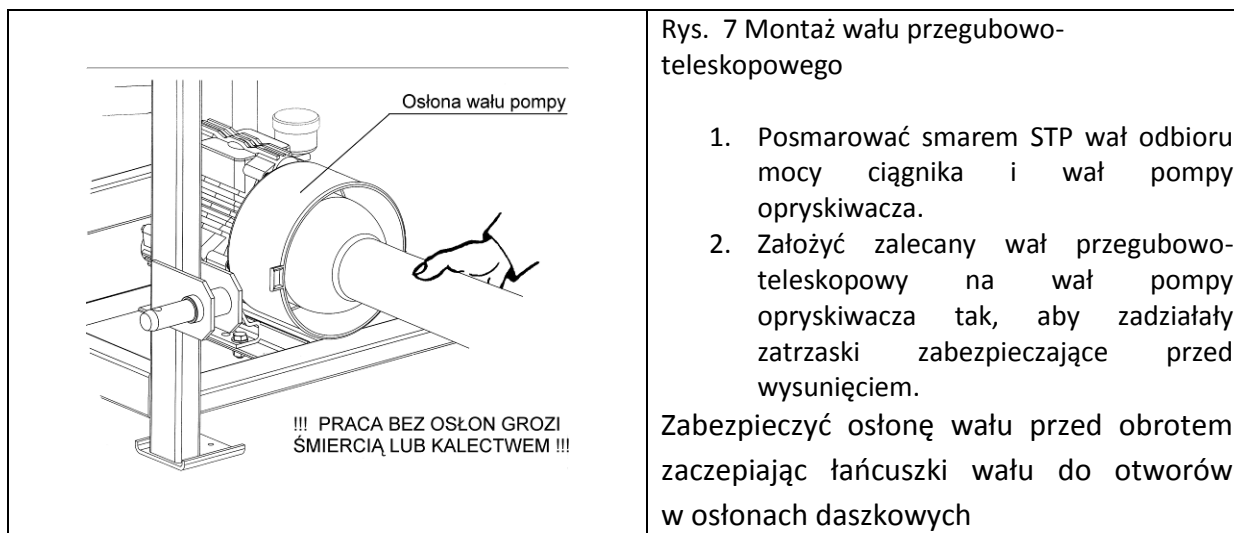 Osłona wału pompy
!!! PRACA BEZ OSŁON GROZI
ŚMIERCIĄ LUB KALECTWEM !!!
Rys. 7 Montaż wału przegubowo-
teleskopowego
1. Posmarować smarem STP wał odbioru
mocy ciągnika i wał pompy
opryskiwacza.
2. Założyć zalecany wał przegubowo-
teleskopowy na wał pompy
opryskiwacza tak, aby zadziałały
zatrzaski zabezpieczające przed
wysunięciem.
Zabezpieczyć osłonę wału przed obrotem
zaczepiając łańcuszki wału do otworów
w osłonach daszkowych